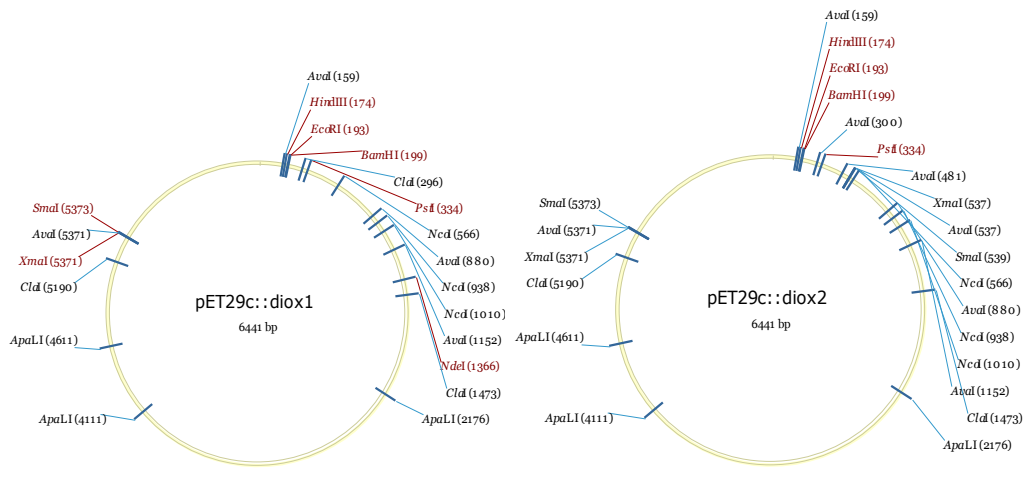 AvaI (159)
HindIII (174)
EcoRI (193)
BamHI (199)
ClaI (296)
PstI (334)
NcoI (566)
AvaI (880)
NcoI (938)
NcoI (1010)
AvaI (1152)
NdeI (1366)
ClaI (1473)
ApaLI (2176)
ApaLI (4111)
ApaLI (4611)
ClaI (5190)
XmaI (5371)
AvaI (5371)
SmaI (5373)
pET29c::diox1
6441 bp
AvaI (159)
HindIII (174)
EcoRI (193)
BamHI (199)
AvaI (300)
PstI (334)
AvaI (481)
XmaI (537)
AvaI (537)
SmaI (539)
NcoI (566)
AvaI (880)
NcoI (938)
NcoI (1010)
AvaI (1152)
ClaI (1473)
ApaLI (2176)
ApaLI (4111)
ApaLI (4611)
ClaI (5190)
XmaI (5371)
AvaI (5371)
SmaI (5373)
pET29c::diox2
6441 bp